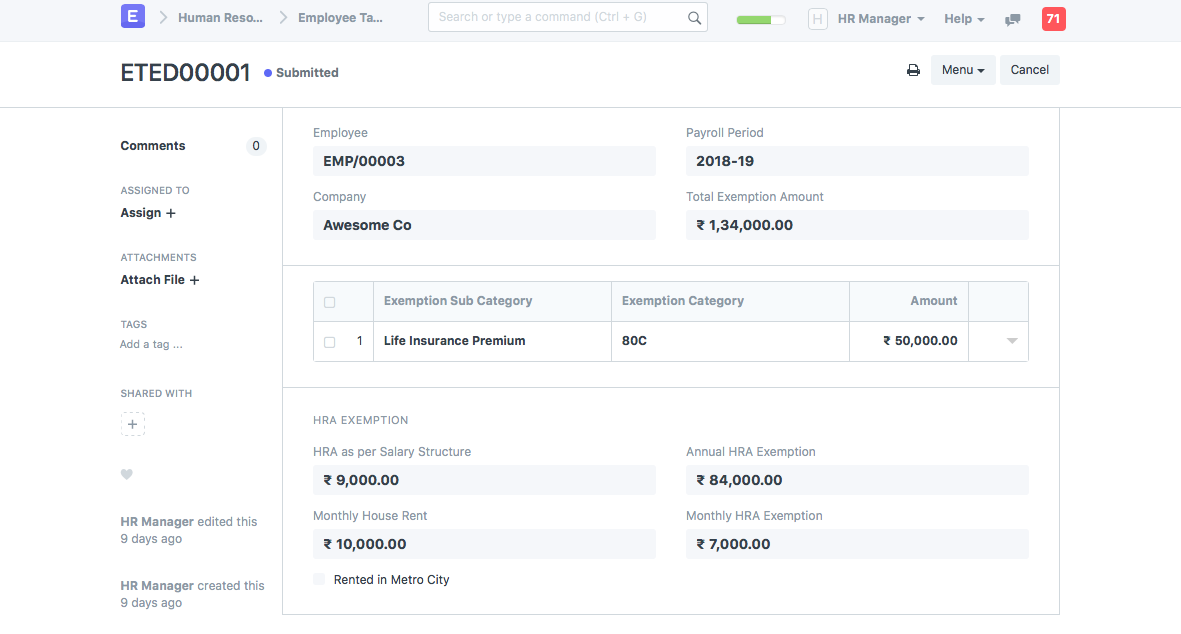 E
Human Reso...
Employee Ta...
Search or type a command (Ctrl + G)
H
HR Manager
Help
71
ETED00001
Submitted
Menu
Cancel
Comments
0
ASSIGNED TO
Assign +
ATTACHMENTS
Attach File +
TAGS
Add a tag ...
SHARED WITH
+
HR Manager edited this
9 days ago
HR Manager created this
9 days ago
Employee
EMP/00003
Payroll Period
2018-19
Company
Awesome Co
Total Exemption Amount
₹ 1,34,000.00
Exemption Sub Category
Exemption Category
Amount
1
Life Insurance Premium
80C
₹ 50,000.00
HRA EXEMPTION
HRA as per Salary Structure
₹ 9,000.00
Annual HRA Exemption
₹ 84,000.00
Monthly House Rent
₹ 10,000.00
Monthly HRA Exemption
₹ 7,000.00
Rented in Metro City